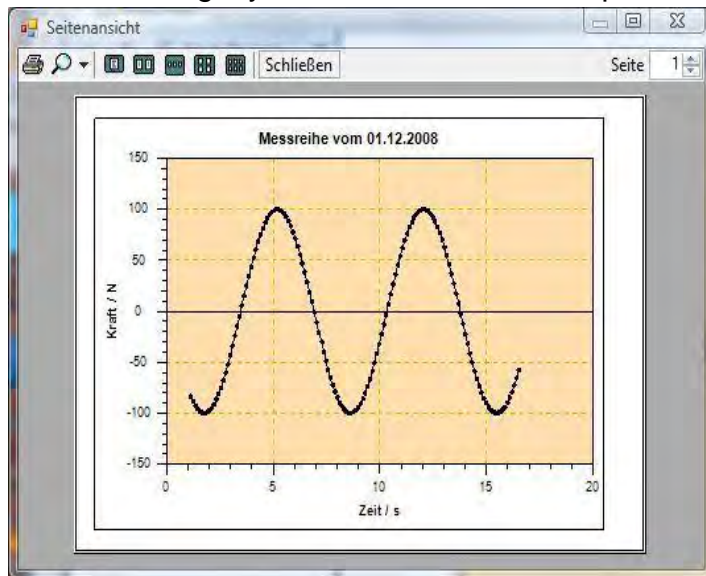 Seitenansicht
Schließen
Seite 1
Messreihe vom 01.12.2008
150
100
50
0
-50
-100
-150
Kraft / N
0 5 10 15 20
Zeit / s